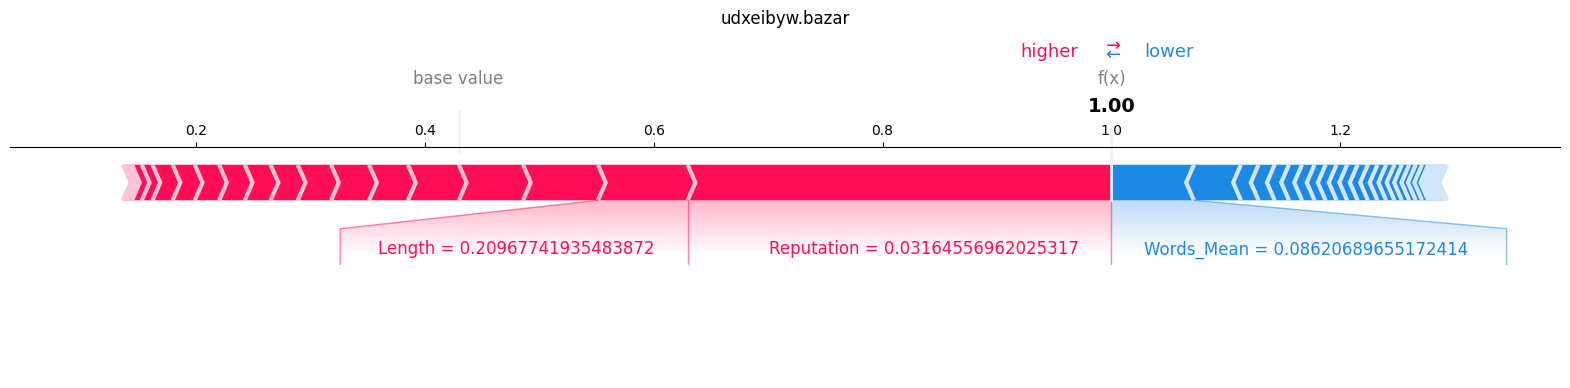 udxeibyw.bazar
higher ⇄ lower
base value f(x)
1.00
0.2 0.4 0.6 0.8 1.0 1.2
Length = 0.20967741935483872 Reputation = 0.03164556962025317 Words_Mean = 0.08620689655172414